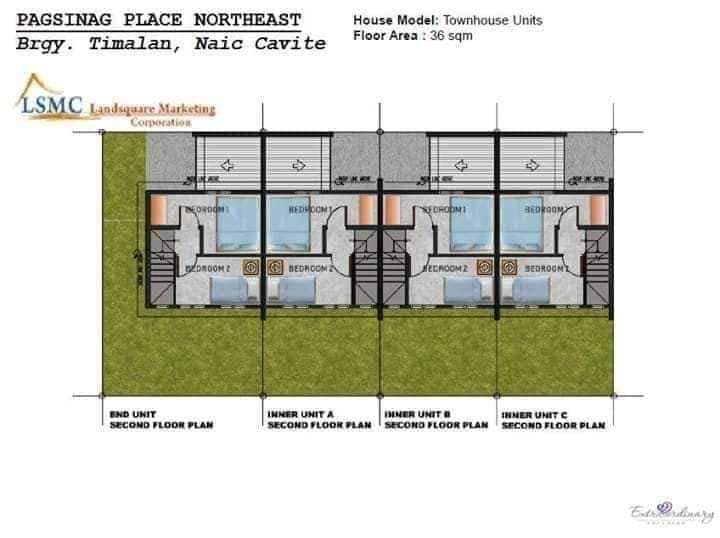 PAGSINAG PLACE NORTHEAST
Brgy. Timalan, Naic Cavite
House Model: Townhouse Units
Floor Area : 36 sqm
LSMC Landsquare Marketing
Corporation
BEDROOM 1
BEDROOM 1
BEDROOM 1
BEDROOM 1
BEDROOM 2
BEDROOM 2
BEDROOM 2
BEDROOM 2
END UNIT
SECOND FLOOR PLAN
INNER UNIT A
SECOND FLOOR PLAN
INNER UNIT B
SECOND FLOOR PLAN
INNER UNIT C
SECOND FLOOR PLAN
Extraordinary